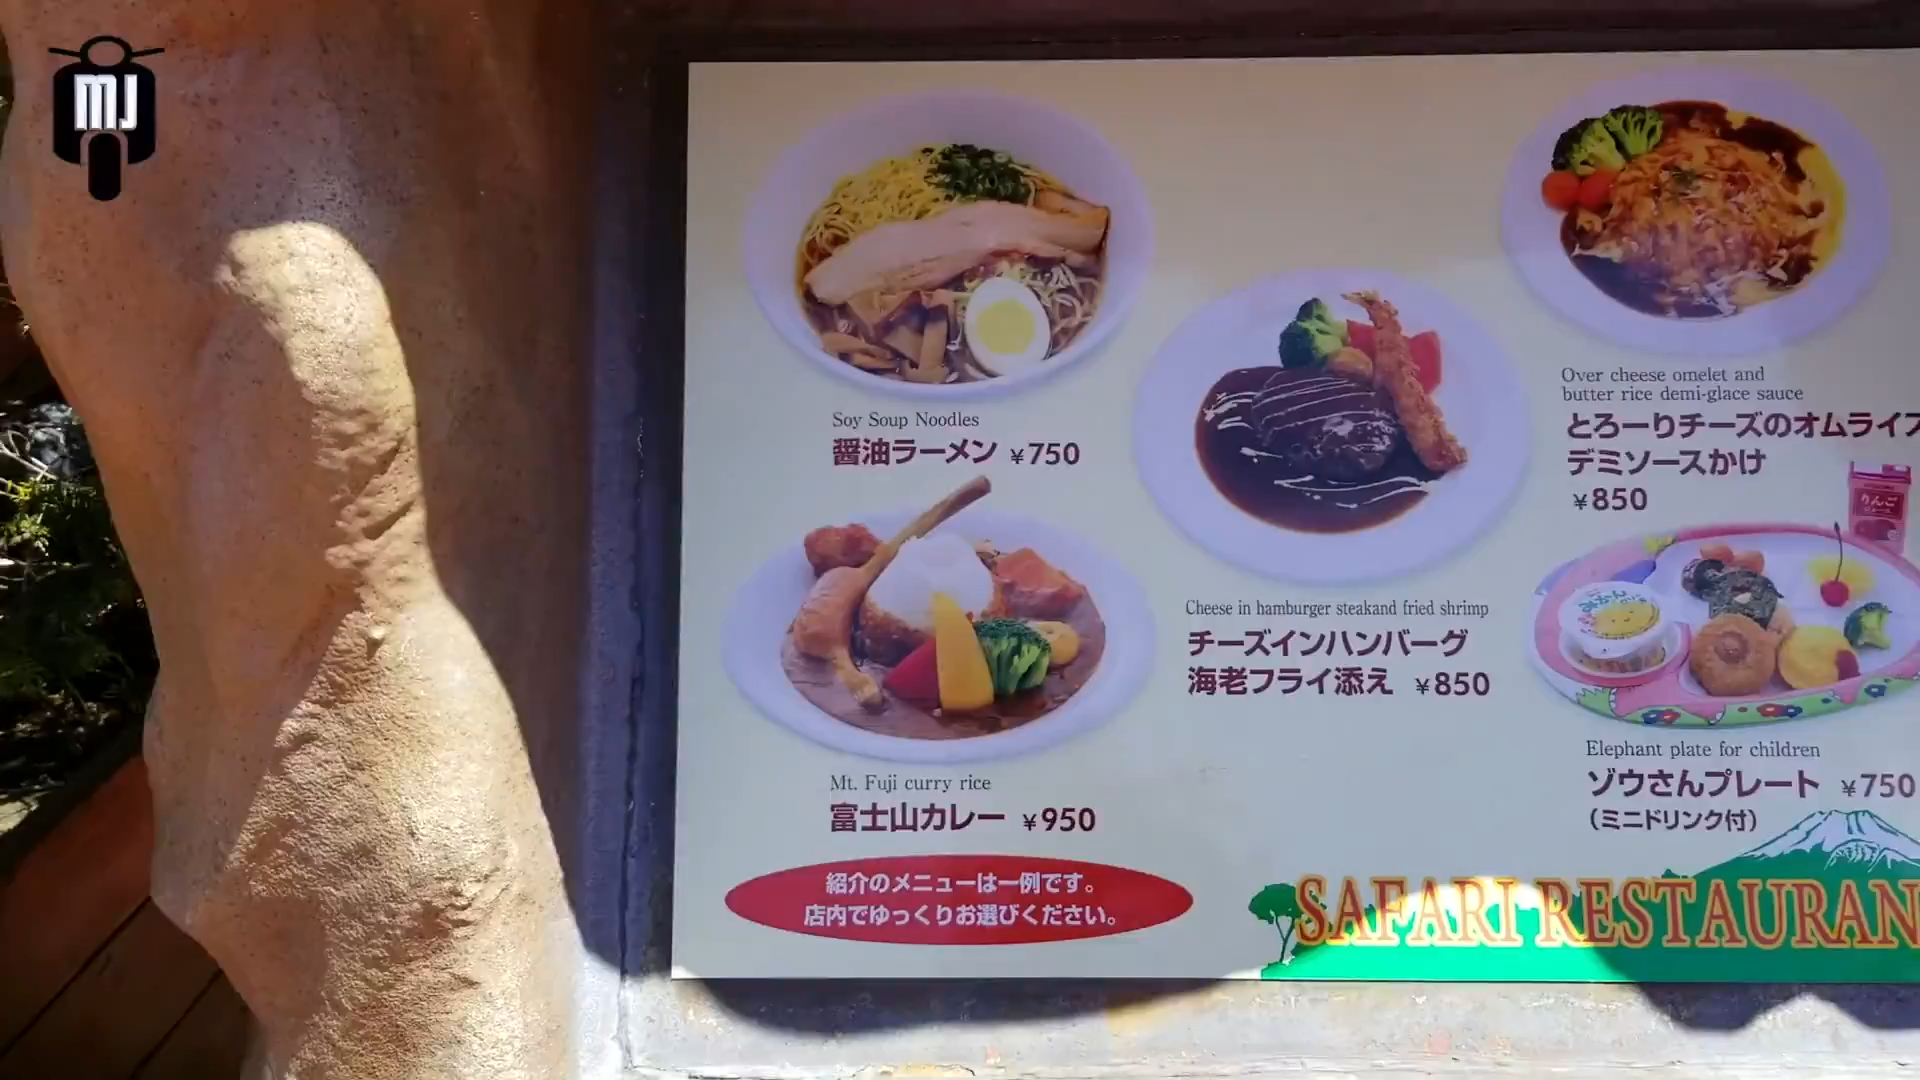 MJ
Soy Soup Noodles
醤油ラーメン ¥750
Mt. Fuji curry rice
富士山カレー ¥950
紹介のメニューは一例です。
店内でゆっくりお選びください。
Cheese in hamburger steakand fried shrimp
チーズインハンバーグ
海老フライ添え ¥850
Over cheese omelet and
butter rice demi-glace sauce
とろーりチーズのオムライス
デミソースかけ
¥850
りんご
Elephant plate for children
ゾウさんプレート ¥750
(ミニドリンク付)
SAFARI RESTAURAN